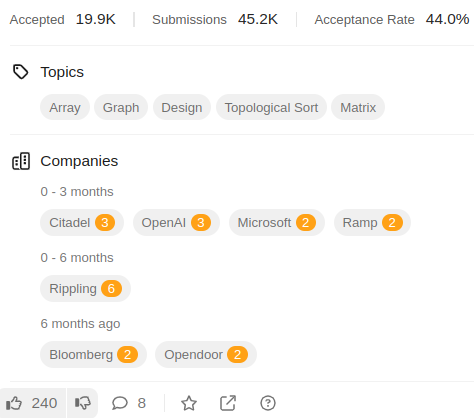 Accepted 19.9K Submissions 45.2K Acceptance Rate 44.0%
Topics
Array Graph Design Topological Sort Matrix
Companies
0 - 3 months
Citadel 3 OpenAI 3 Microsoft 2 Ramp 2
0 - 6 months
Rippling 6
6 months ago
Bloomberg 2 Opendoor 2
240 8